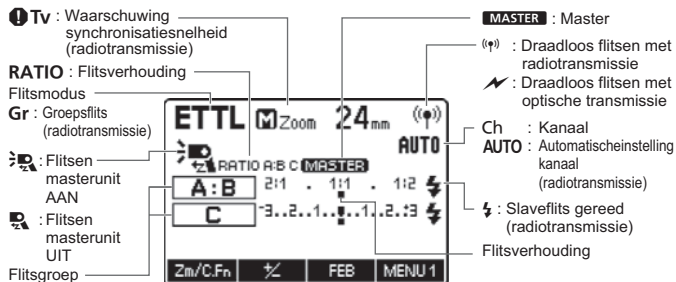 Tv : Waarschuwing
synchronisatiesnelheid
(radiotransmissie)
RATIO : Flitsverhouding
Flitsmodus
Gr : Groepsflits
(radiotransmissie)
: Flitsen
masterunit
AAN
: Flitsen
masterunit
UIT
Flitsgroep
ETTL M Zoom 24mm
AUTO
RATIO A:B C MASTER
A:B 2:1 . 1:1 . 1:2
C -3..2..1..0..1..2.+3
Zm/C.Fn +/- FEB MENU 1
MASTER : Master
: Draadloos flitsen met
radiotransmissie
: Draadloos flitsen met
optische transmissie
Ch : Kanaal
AUTO : Automatischeinstelling
kanaal
(radiotransmissie)
: Slaveflits gereed
(radiotransmissie)
Flitsverhouding